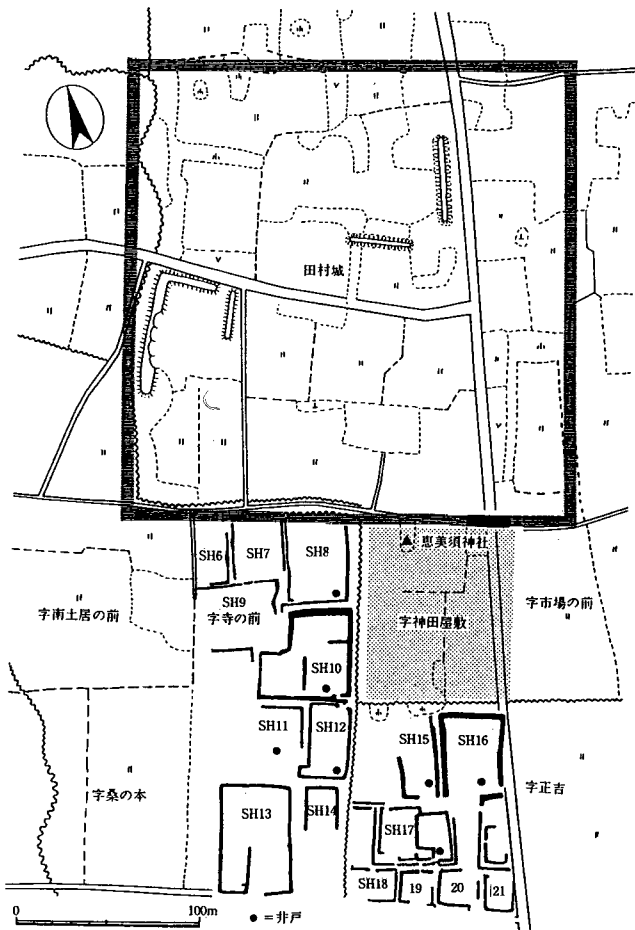 田村城
恵美須神社
SH6
SH7
SH8
SH9
字寺の前
字南土居の前
字神田屋敷
字市場の前
SH10
SH11
SH12
SH15
SH16
字桑の本
字正吉
SH13
SH14
SH17
SH18
19
20
21
0
100m
●=井戸